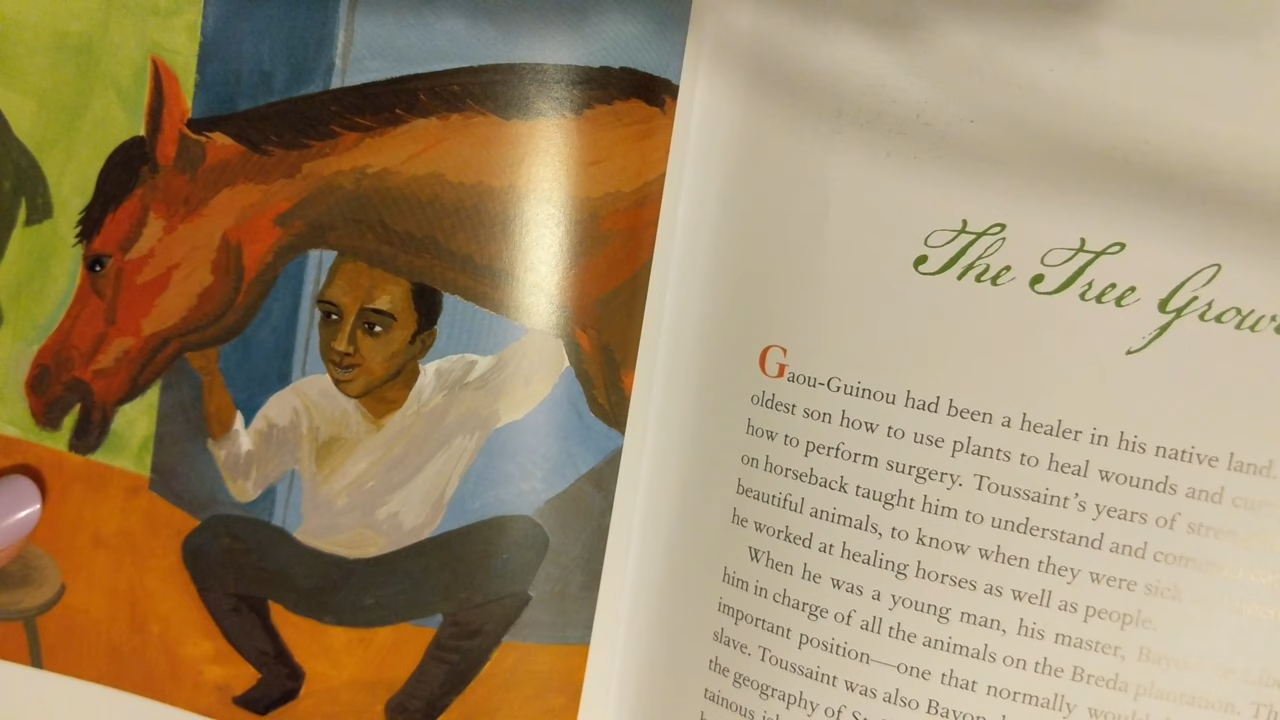 The Tree Grow
Gaou-Guinou had been a healer in his native land.
oldest son how to use plants to heal wounds and
how to perform surgery. Toussaint's years of
on horseback taught him to understand and
beautiful animals, to know when they were sick
he worked at healing horses as well as people.
When he was a young man, his master,
him in charge of all the animals on the Breda plantation.
important position—one that normally
slave. Toussaint was also
the geography of
tainous